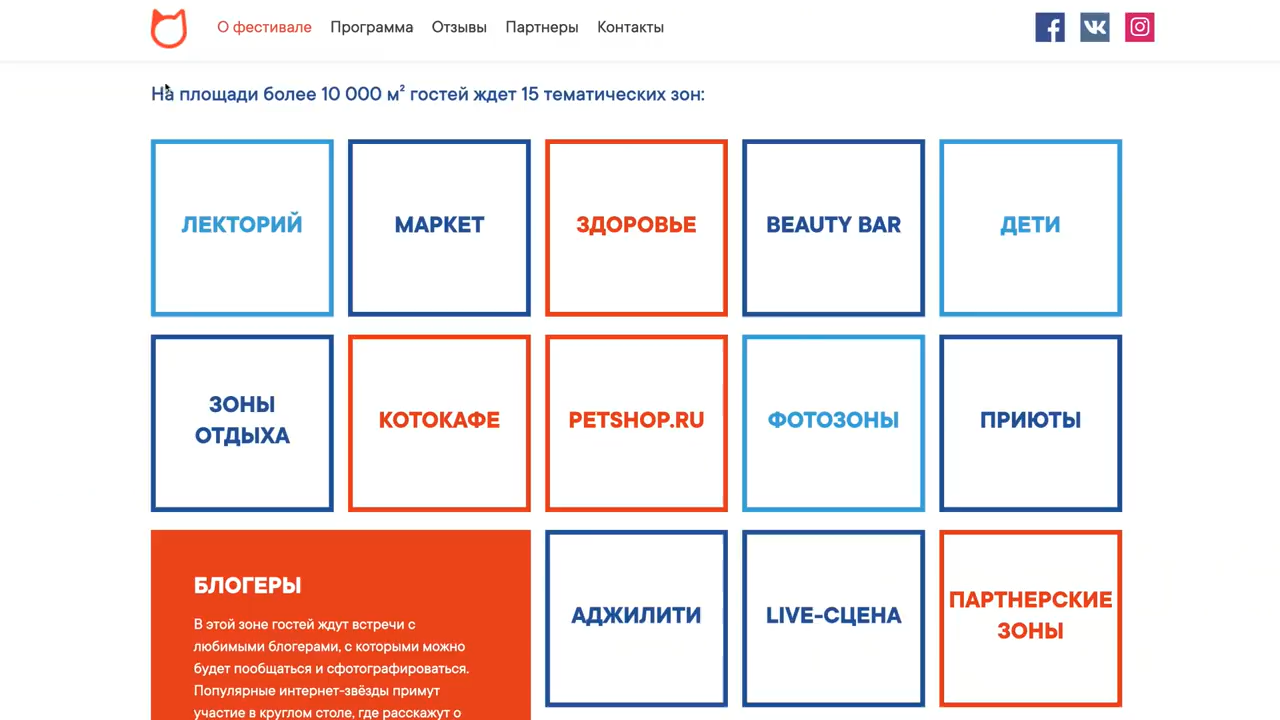 О фестивале Программа Отзывы Партнеры Контакты
На площади более 10 000 м² гостей ждет 15 тематических зон:
ЛЕКТОРИЙ
МАРКЕТ
ЗДОРОВЬЕ
BEAUTY BAR
ДЕТИ
ЗОНЫ
ОТДЫХА
КОТОКАФЕ
PETSHOP.RU
ФОТОЗОНЫ
ПРИЮТЫ
БЛОГЕРЫ
В этой зоне гостей ждут встречи с
любимыми блогерами, с которыми можно
будет пообщаться и сфотографироваться.
Популярные интернет-звёзды примут
участие в круглом столе, где расскажут о
АДЖИЛИТИ
LIVE-СЦЕНА
ПАРТНЕРСКИЕ
ЗОНЫ